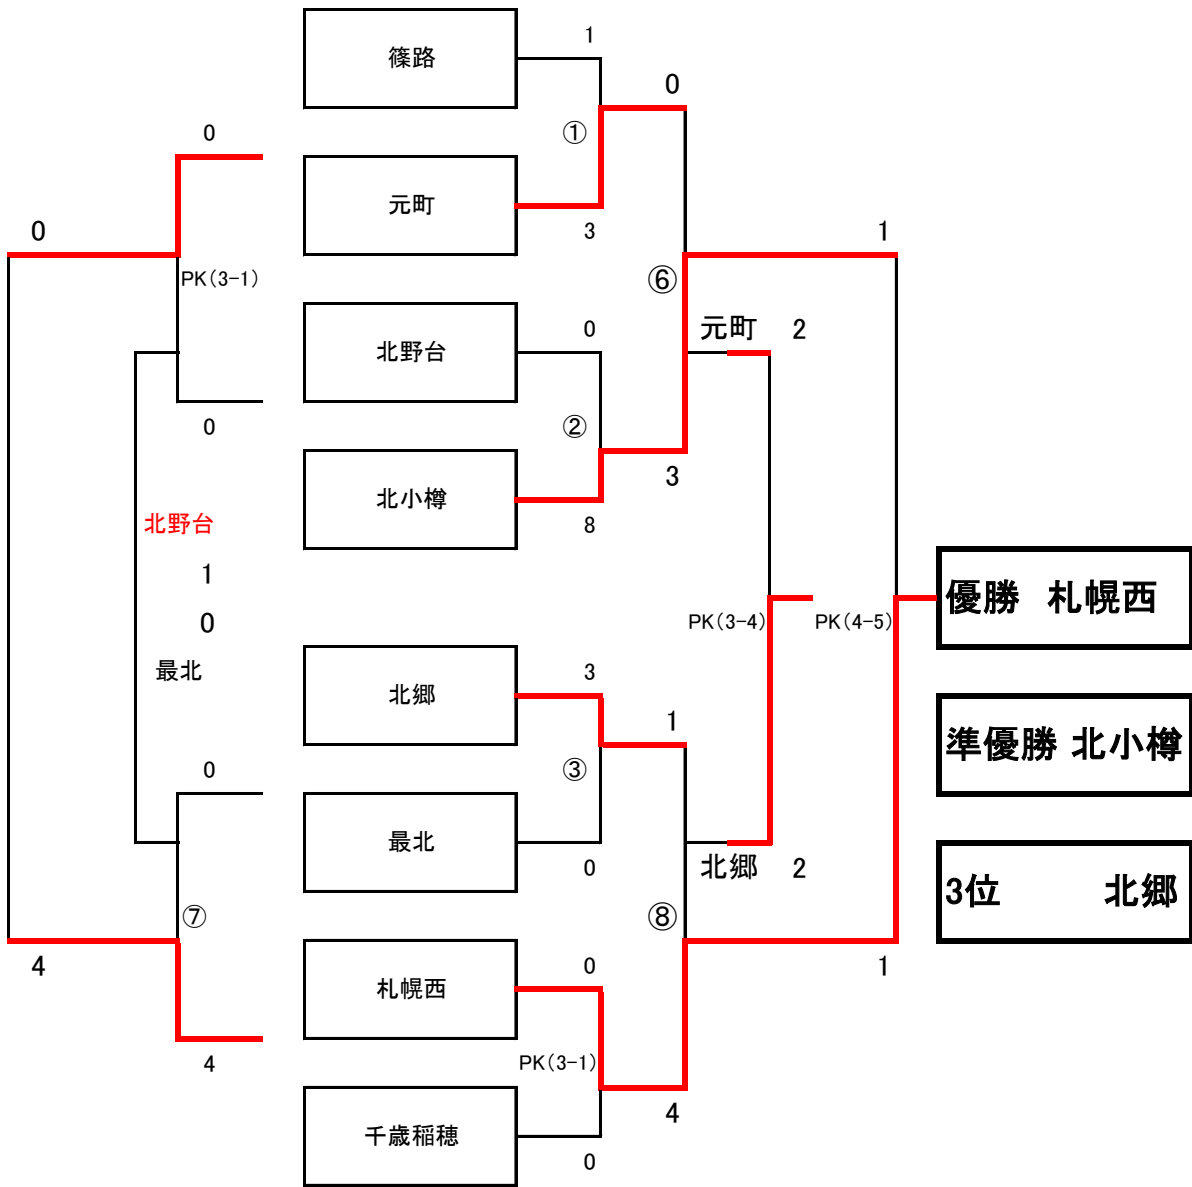 篠路
1
0
①
0
元町
3
0
1
PK(3-1)
⑥
元町 2
北野台
0
0
②
北小樽
3
8
北野台
1
0
最北
優勝 札幌西
PK(3-4)
PK(4-5)
北郷
3
1
準優勝 北小樽
0
③
最北
0
北郷 2
3位 北郷
⑦
⑧
4
札幌西
0
1
4
PK(3-1)
4
千歳稲穂
0